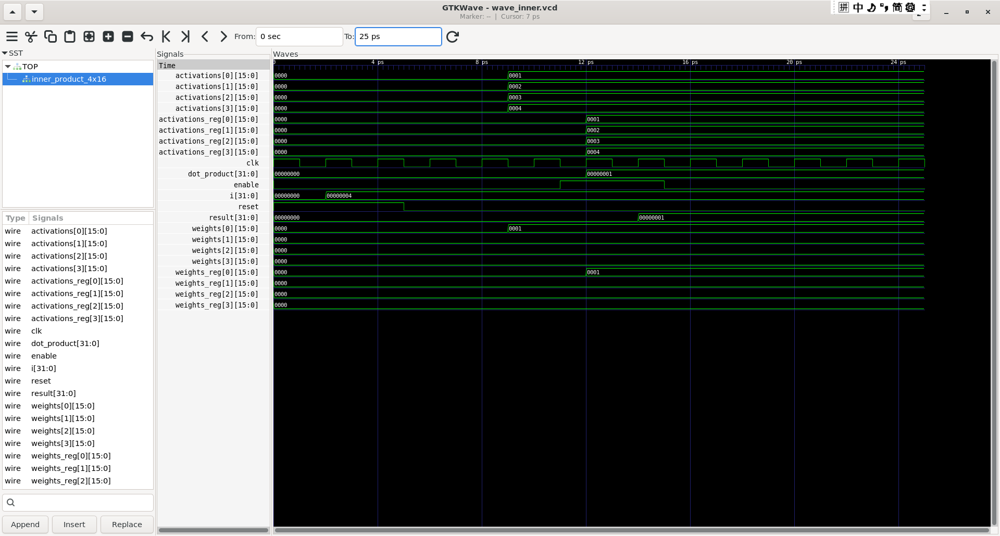 GTKWave - wave_inner.vcd
Marker: -- | Cursor: 7 ps
拼 中 简
From: 0 sec To: 25 ps
SST
TOP
inner_product_4x16
Type Signals
wire activations[0][15:0]
wire activations[1][15:0]
wire activations[2][15:0]
wire activations[3][15:0]
wire activations_reg[0][15:0]
wire activations_reg[1][15:0]
wire activations_reg[2][15:0]
wire activations_reg[3][15:0]
wire clk
wire dot_product[31:0]
wire enable
wire i[31:0]
wire reset
wire result[31:0]
wire weights[0][15:0]
wire weights[1][15:0]
wire weights[2][15:0]
wire weights[3][15:0]
wire weights_reg[0][15:0]
wire weights_reg[1][15:0]
wire weights_reg[2][15:0]
Append Insert Replace
Signals
Time
activations[0][15:0]
activations[1][15:0]
activations[2][15:0]
activations[3][15:0]
activations_reg[0][15:0]
activations_reg[1][15:0]
activations_reg[2][15:0]
activations_reg[3][15:0]
clk
dot_product[31:0]
enable
i[31:0]
reset
result[31:0]
weights[0][15:0]
weights[1][15:0]
weights[2][15:0]
weights[3][15:0]
weights_reg[0][15:0]
weights_reg[1][15:0]
weights_reg[2][15:0]
weights_reg[3][15:0]
Waves
0 4 ps 8 ps 12 ps 16 ps 20 ps 24 ps
0000 0001
0000 0002
0000 0003
0000 0004
0000 0001
0000 0002
0000 0003
0000 0004
00000000 00000001
00000000 00000004
00000000 00000001
0000 0001
0000
0000
0000
0000 0001
0000
0000
0000